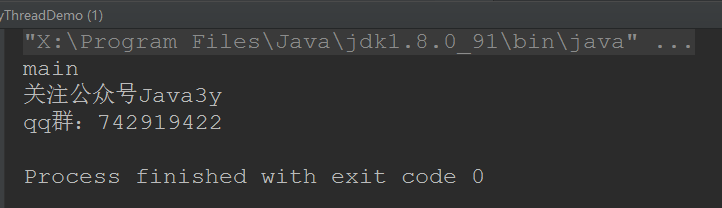 yThreadDemo (1)
"X:\Program Files\Java\jdk1.8.0_91\bin\java" ...
main
关注公众号Java3y
qq群：742919422
Process finished with exit code 0